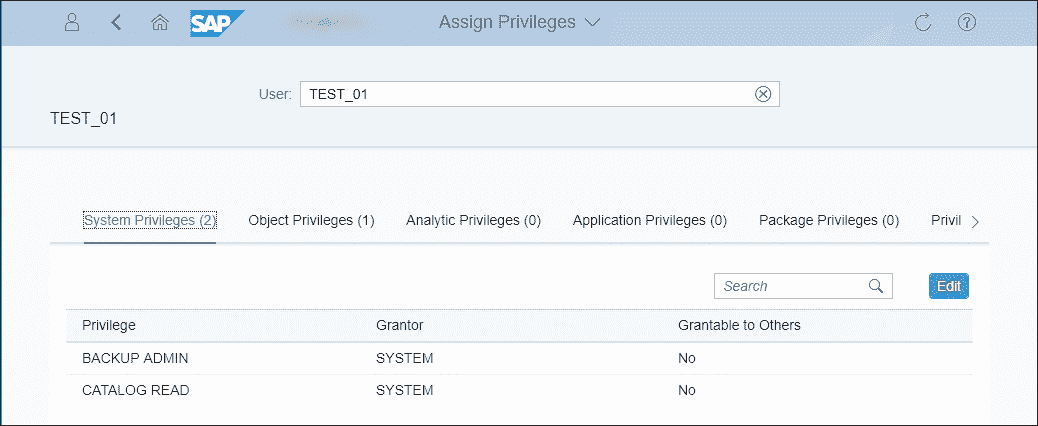 SAP Assign Privileges
User: TEST_01
TEST_01
System Privileges (2) Object Privileges (1) Analytic Privileges (0) Application Privileges (0) Package Privileges (0) Privil
Search Edit
Privilege Grantor Grantable to Others
BACKUP ADMIN SYSTEM No
CATALOG READ SYSTEM No